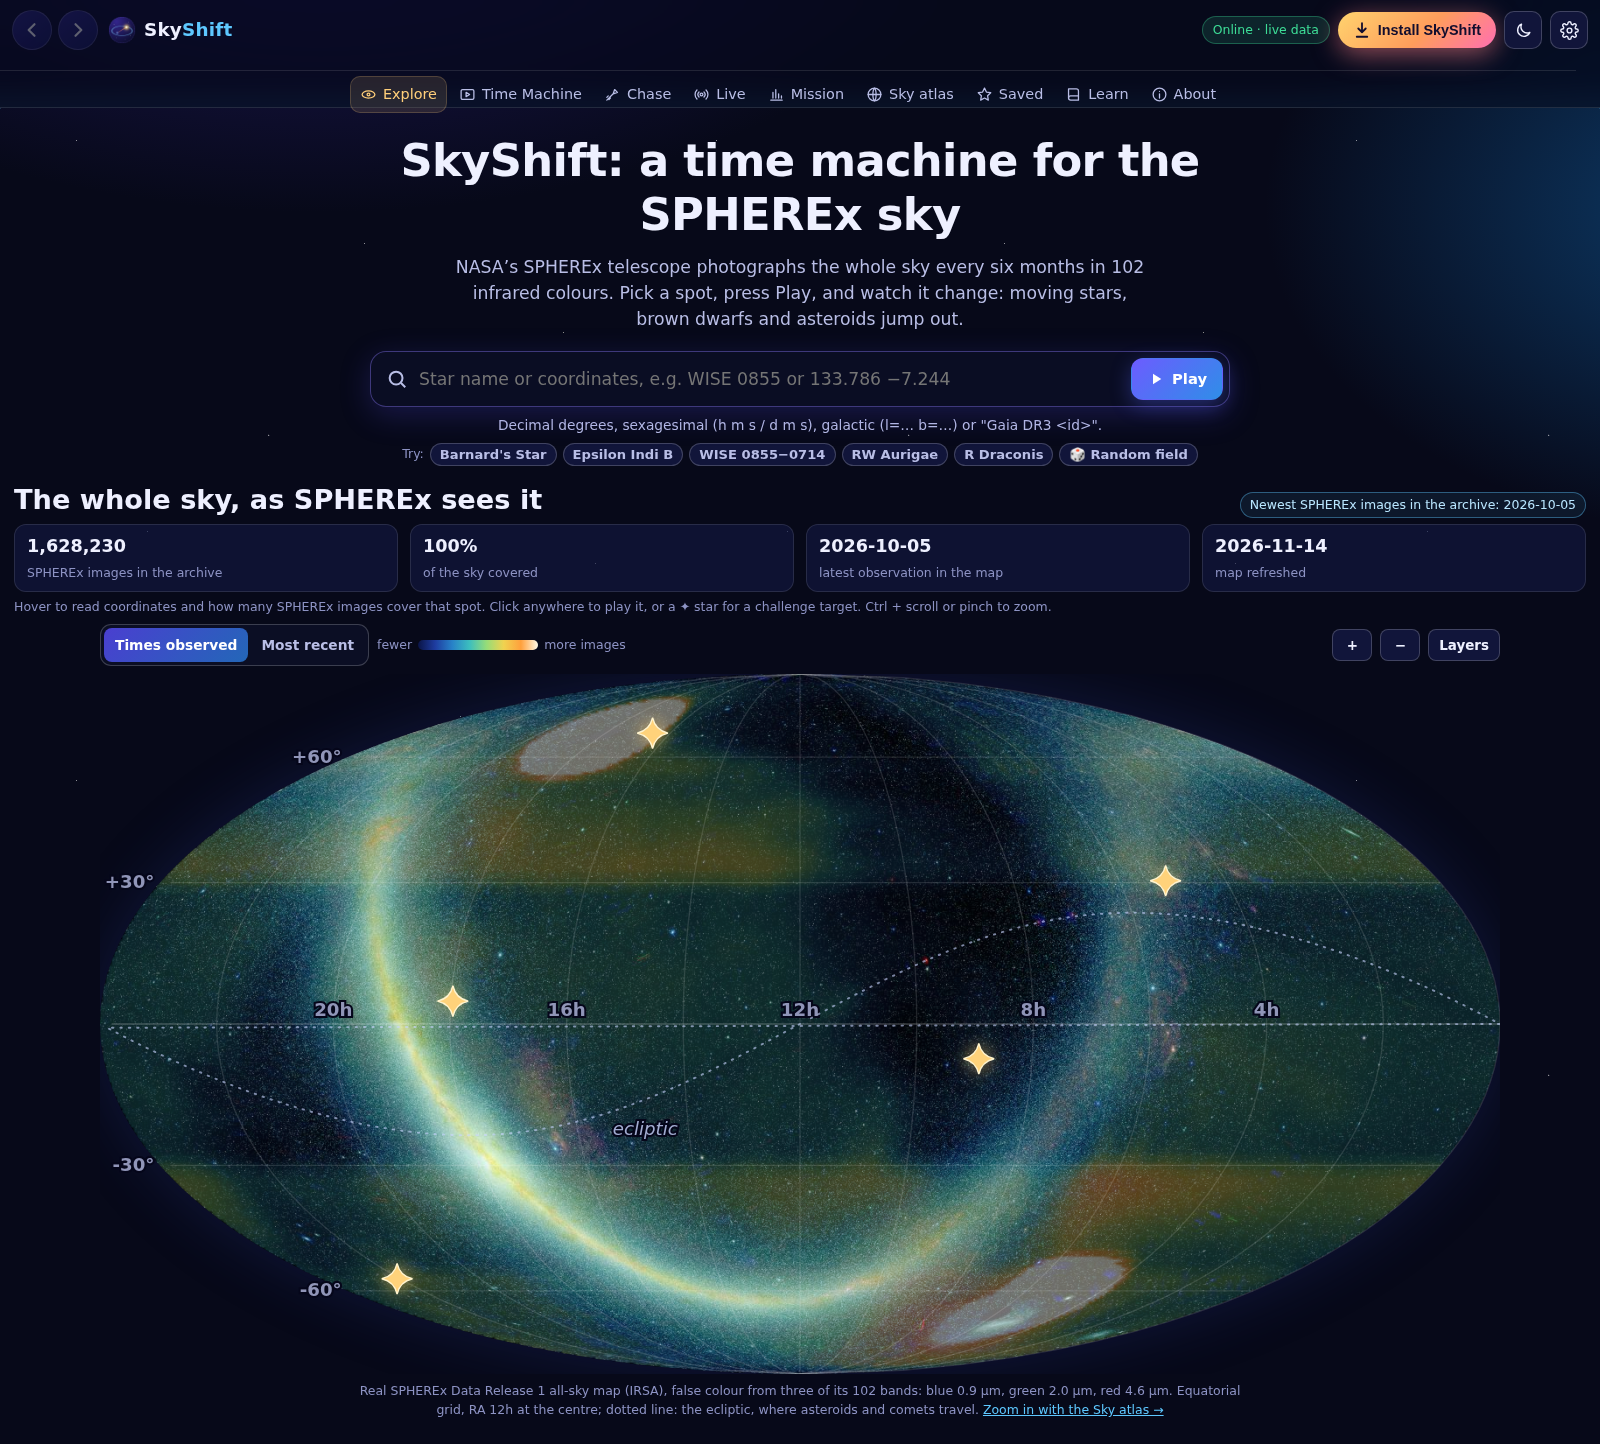 SkyShift
Online · live data
Install SkyShift
Explore
Time Machine
Chase
Live
Mission
Sky atlas
Saved
Learn
About
SkyShift: a time machine for the
SPHEREx sky
NASA’s SPHEREx telescope photographs the whole sky every six months in 102
infrared colours. Pick a spot, press Play, and watch it change: moving stars,
brown dwarfs and asteroids jump out.
Star name or coordinates, e.g. WISE 0855 or 133.786 −7.244
Play
Decimal degrees, sexagesimal (h m s / d m s), galactic (l=… b=…) or "Gaia DR3 <id>".
Try:
Barnard's Star
Epsilon Indi B
WISE 0855−0714
RW Aurigae
R Draconis
🎲 Random field
The whole sky, as SPHEREx sees it
Newest SPHEREx images in the archive: 2026-10-05
1,628,230
SPHEREx images in the archive
100%
of the sky covered
2026-10-05
latest observation in the map
2026-11-14
map refreshed
Hover to read coordinates and how many SPHEREx images cover that spot. Click anywhere to play it, or a ✦ star for a challenge target. Ctrl + scroll or pinch to zoom.
Times observed
Most recent
fewer
more images
+
−
Layers
+60°
+30°
20h
16h
12h
8h
4h
ecliptic
-30°
-60°
Real SPHEREx Data Release 1 all-sky map (IRSA), false colour from three of its 102 bands: blue 0.9 µm, green 2.0 µm, red 4.6 µm. Equatorial
grid, RA 12h at the centre; dotted line: the ecliptic, where asteroids and comets travel. Zoom in with the Sky atlas →